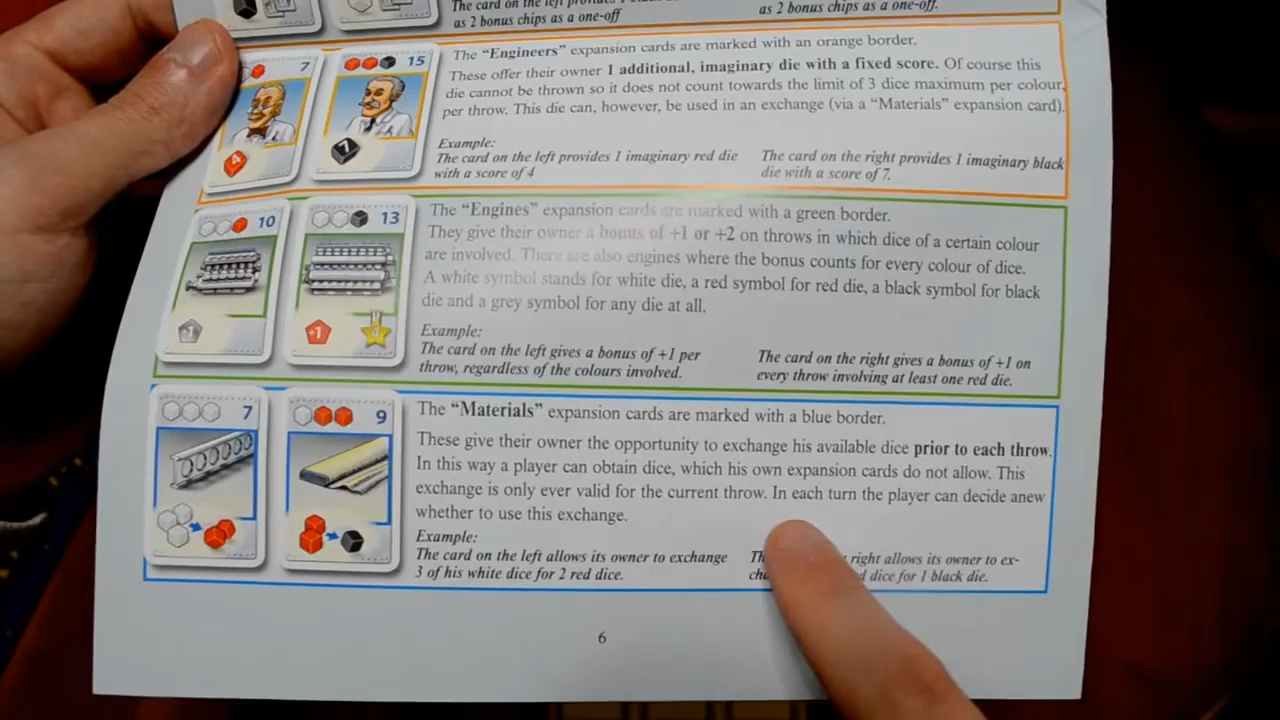 The card on the left
as 2 bonus chips as a one-off
as 2 bonus chips as a one-off.
7
15
4
7
The "Engineers" expansion cards are marked with an orange border.
These offer their owner 1 additional, imaginary die with a fixed score. Of course this
die cannot be thrown so it does not count towards the limit of 3 dice maximum per colour,
per throw. This die can, however, be used in an exchange (via a "Materials" expansion card).
Example:
The card on the left provides 1 imaginary red die
with a score of 4
The card on the right provides 1 imaginary black
die with a score of 7.
10
13
+1
+1
The "Engines" expansion cards are marked with a green border.
They give their owner a bonus of +1 or +2 on throws in which dice of a certain colour
are involved. There are also engines where the bonus counts for every colour of dice.
A white symbol stands for white die, a red symbol for red die, a black symbol for black
die and a grey symbol for any die at all.
Example:
The card on the left gives a bonus of +1 per
throw, regardless of the colours involved.
The card on the right gives a bonus of +1 on
every throw involving at least one red die.
7
9
The "Materials" expansion cards are marked with a blue border.
These give their owner the opportunity to exchange his available dice prior to each throw.
In this way a player can obtain dice, which his own expansion cards do not allow. This
exchange is only ever valid for the current throw. In each turn the player can decide anew
whether to use this exchange.
Example:
The card on the left allows its owner to exchange
3 of his white dice for 2 red dice.
right allows its owner to ex-
dice for 1 black die.
6